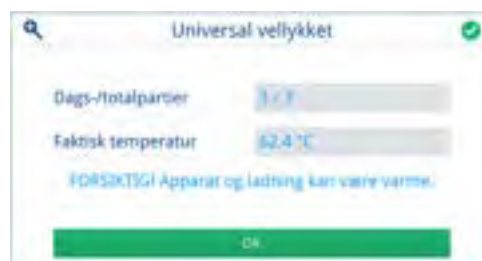 Universal vellykket
Dags-/totalpartier
Faktisk temperatur 62.4 °C
FORSIKTIG! Apparat og ladning kan være varme.
OK